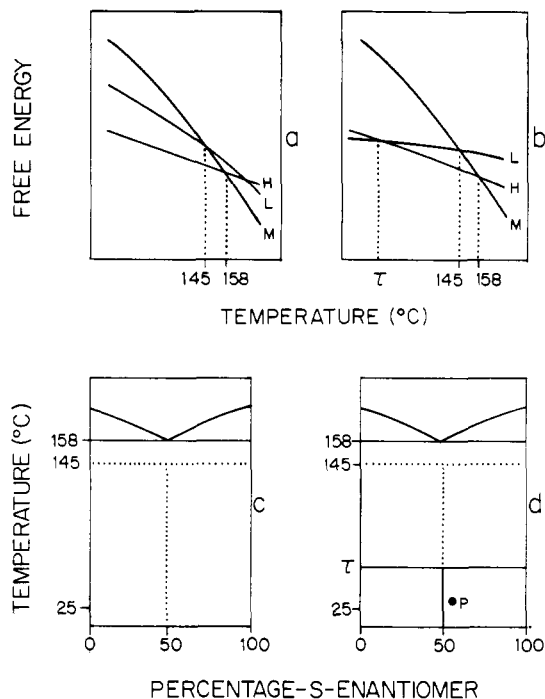 FREE ENERGY
a
H
L
M
145 158
b
L
H
M
τ 145 158
TEMPERATURE (°C)
TEMPERATURE (°C)
158
145
25
c
0 50 100
158
145
τ
25
P
d
0 50 100
PERCENTAGE-S-ENANTIOMER